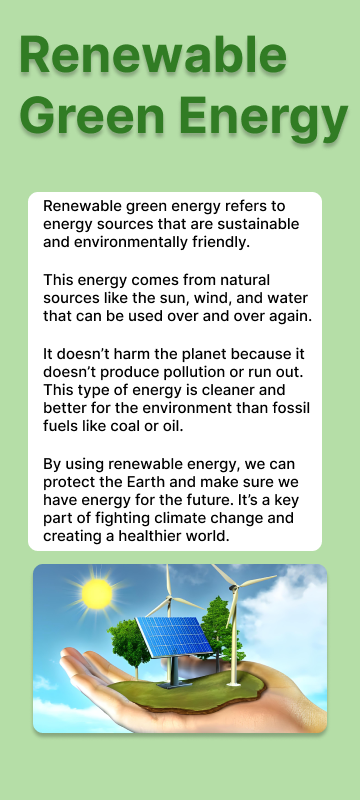 Renewable
Green Energy
Renewable green energy refers to
energy sources that are sustainable
and environmentally friendly.
This energy comes from natural
sources like the sun, wind, and water
that can be used over and over again.
It doesn’t harm the planet because it
doesn’t produce pollution or run out.
This type of energy is cleaner and
better for the environment than fossil
fuels like coal or oil.
By using renewable energy, we can
protect the Earth and make sure we
have energy for the future. It’s a key
part of fighting climate change and
creating a healthier world.